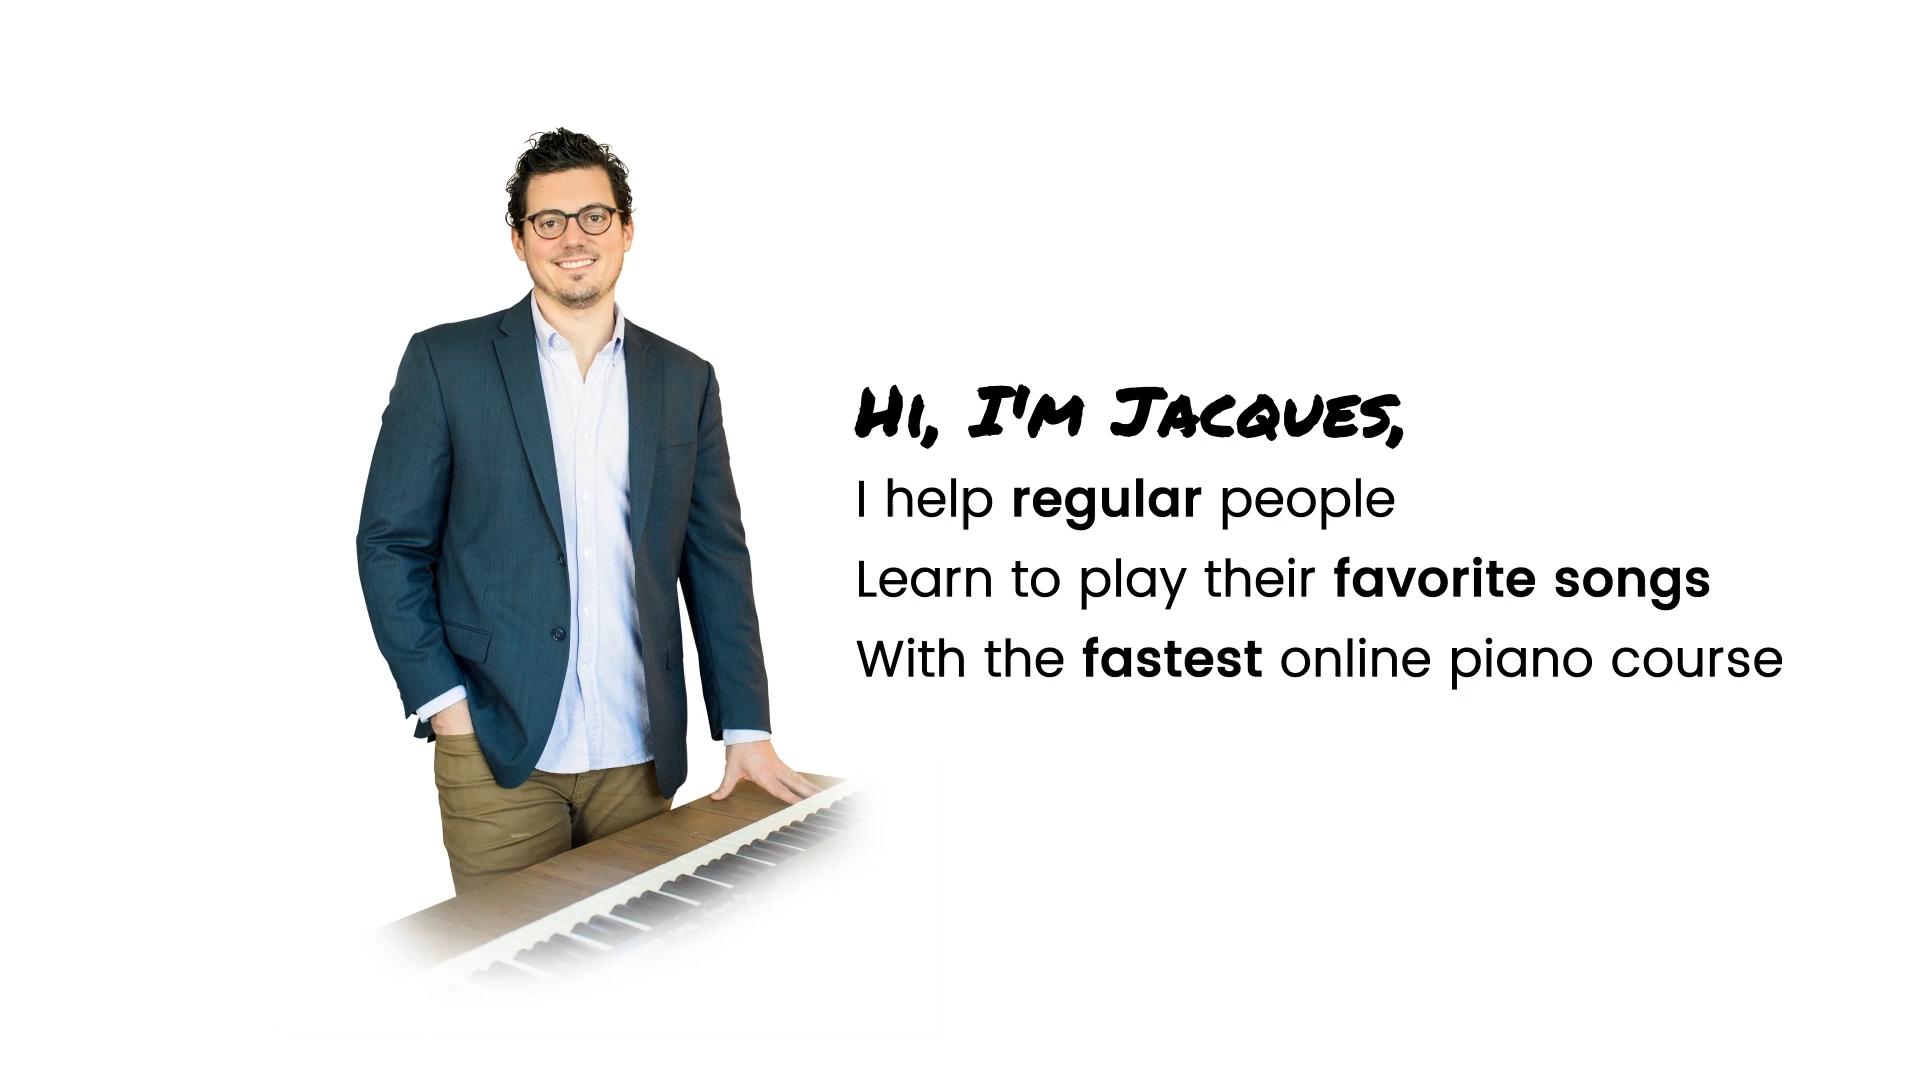 Hi, I'm Jacques,
I help regular people
Learn to play their favorite songs
With the fastest online piano course